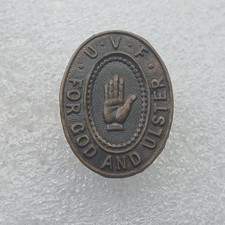 U·V·F·
FOR GOD AND ULSTER